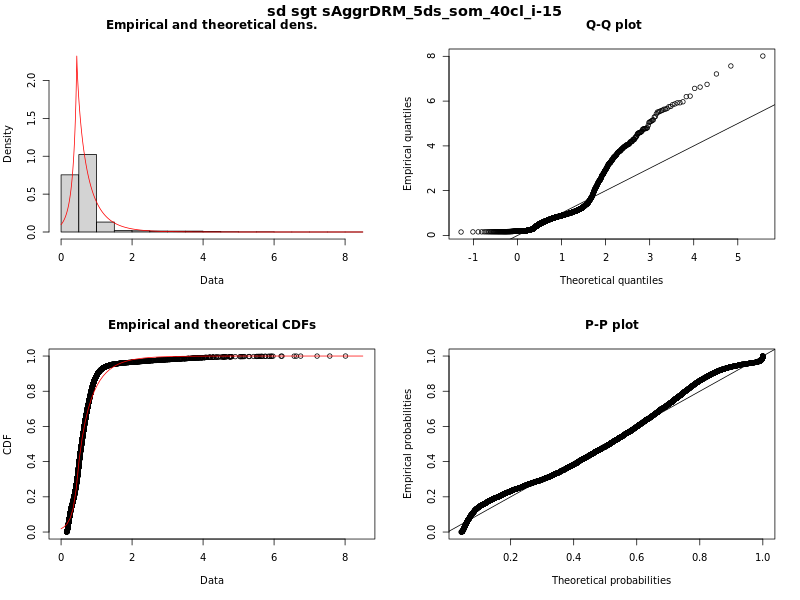 sd sgt sAggrDRM_5ds_som_40cl_i-15
Empirical and theoretical dens.
Density
0.0 0.5 1.0 1.5 2.0
0 2 4 6 8
Data
Q-Q plot
Empirical quantiles
0 2 4 6 8
-1 0 1 2 3 4 5
Theoretical quantiles
Empirical and theoretical CDFs
CDF
0.0 0.2 0.4 0.6 0.8 1.0
0 2 4 6 8
Data
P-P plot
Empirical probabilities
0.0 0.2 0.4 0.6 0.8 1.0
0.2 0.4 0.6 0.8 1.0
Theoretical probabilities